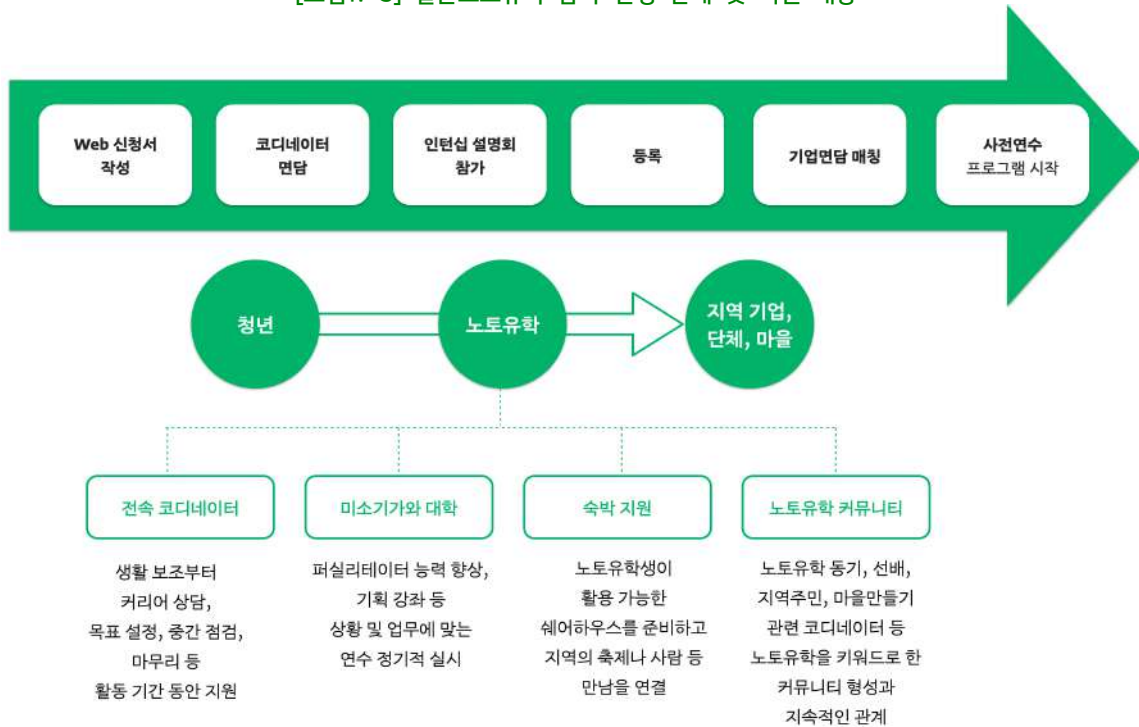 Web 신청서
작성
코디네이터
면담
인턴십 설명회
참가
등록
기업면담 매칭
사전연수
프로그램 시작
청년
노토유학
지역 기업,
단체, 마을
전속 코디네이터
생활 보조부터
커리어 상담,
목표 설정, 중간 점검,
마무리 등
활동 기간 동안 지원
미소기가와 대학
퍼실리테이터 능력 향상,
기획 강좌 등
상황 및 업무에 맞는
연수 정기적 실시
숙박 지원
노토유학생이
활용 가능한
쉐어하우스를 준비하고
지역의 축제나 사람 등
만남을 연결
노토유학 커뮤니티
노토유학 동기, 선배,
지역주민, 마을만들기
관련 코디네이터 등
노토유학을 키워드로 한
커뮤니티 형성과
지속적인 관계